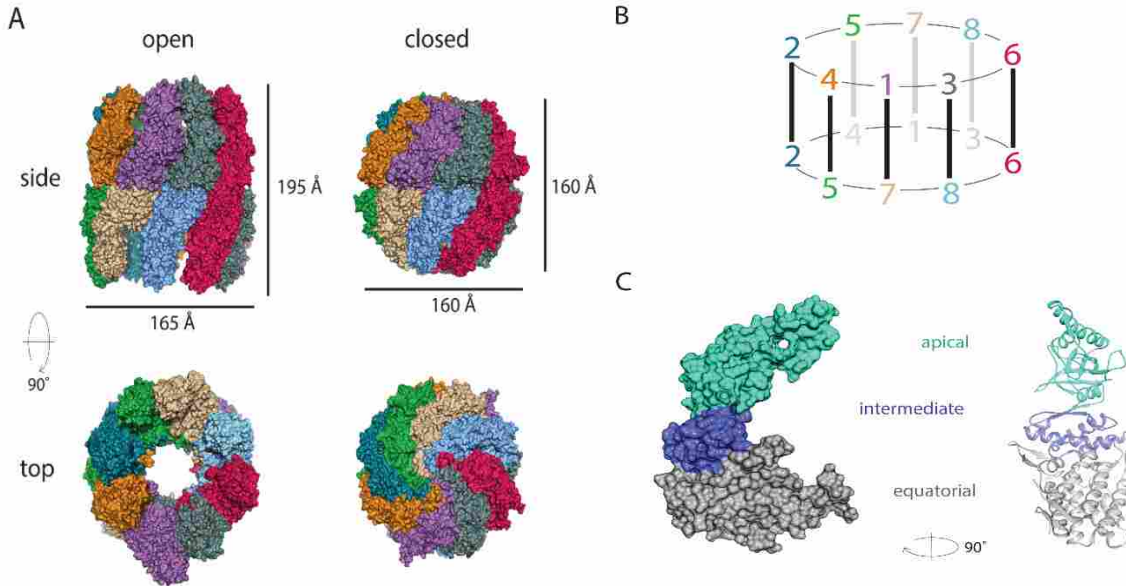 A
open
closed
side
195 Å
160 Å
165 Å
160 Å
90°
top
B
5 7 8
2 6
4 1 3
4 1 3
2 6
5 7 8
C
apical
intermediate
equatorial
90°